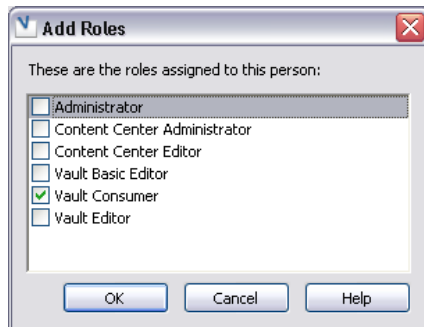 Add Roles
These are the roles assigned to this person:
Administrator
Content Center Administrator
Content Center Editor
Vault Basic Editor
Vault Consumer
Vault Editor
OK Cancel Help